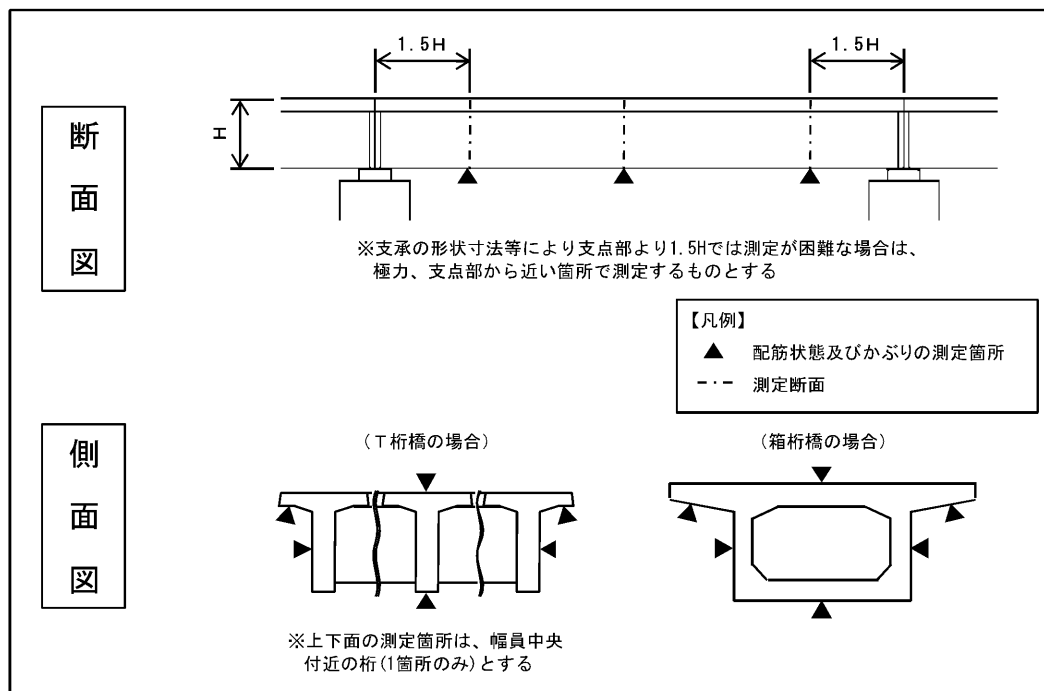 1.5H
1.5H
H
断面図
※支承の形状寸法等により支点部より1.5Hでは測定が困難な場合は、
極力、支点部から近い箇所で測定するものとする
【凡例】
配筋状態及びかぶりの測定箇所
測定断面
側面図
(T桁橋の場合)
(箱桁橋の場合)
※上下面の測定箇所は、幅員中央
付近の桁(1箇所のみ)とする